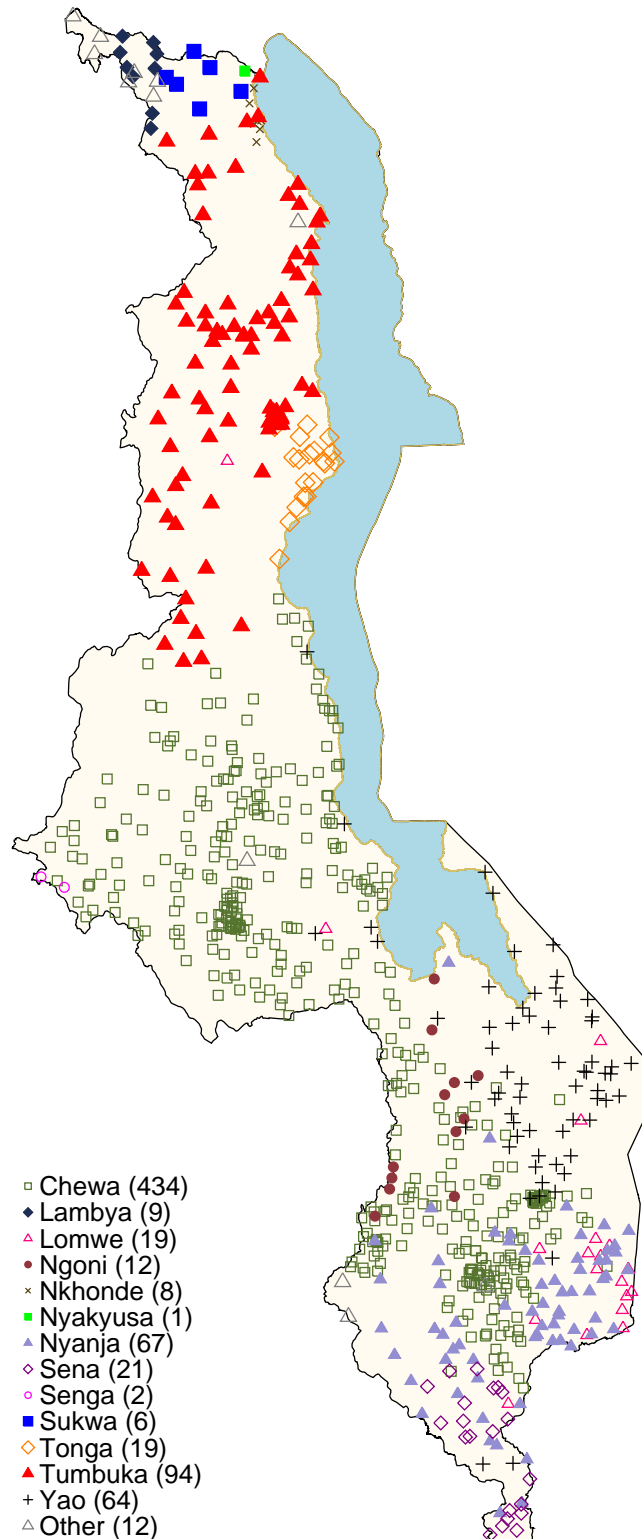 Chewa (434)
Lambya (9)
Lomwe (19)
Ngoni (12)
Nkhonde (8)
Nyakyusa (1)
Nyanja (67)
Sena (21)
Senga (2)
Sukwa (6)
Tonga (19)
Tumbuka (94)
Yao (64)
Other (12)